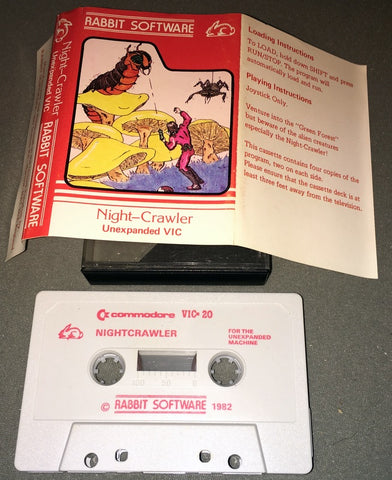 RABBIT SOFTWARE
Night-Crawler
Unexpanded VIC
RABBIT SOFTWARE
Night-Crawler
Unexpanded VIC
Loading Instructions
To LOAD, hold down SHIFT and press
RUN/STOP. The program will
automatically load and run.
Playing Instructions
Joystick Only.
Venture into the "Green Forest"
but beware of the alien creatures
especially the Night-Crawler!
This cassette contains four copies of the
program, two on each side.
Please ensure that the cassette deck is at
least three feet away from the television.
commodore VIC-20
NIGHTCRAWLER
FOR THE
UNEXPANDED
MACHINE
100 50 0
© RABBIT SOFTWARE 1982